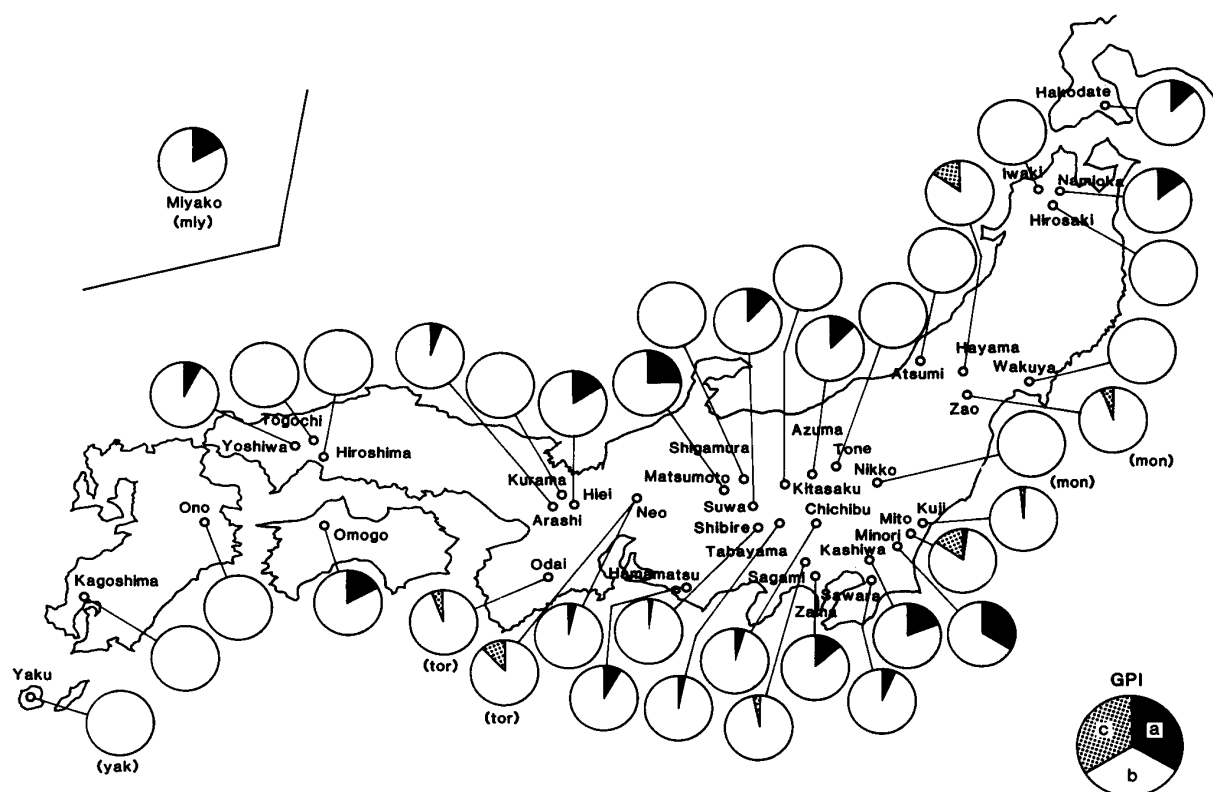 Hakodate
Iwaki
Namioka
Hirosaki
Miyako
(miy)
Hayama
Atsumi
Wakuya
Zao
(mon)
Togochi
Yoshiwa
Hiroshima
Shigamura
Azuma
Tone
Nikko
(mon)
Kurama
Hiei
Matsumoto
Kitasaku
Arashi
Neo
Suwa
Chichibu
Kuji
Mito
Ono
Omogo
Shibire
Minori
Tabayama
Kashiwa
Odai
Hamamatsu
Sagami
Sawara
Zama
Kagoshima
(tor)
(tor)
Yaku
(yak)
GPI
c
a
b